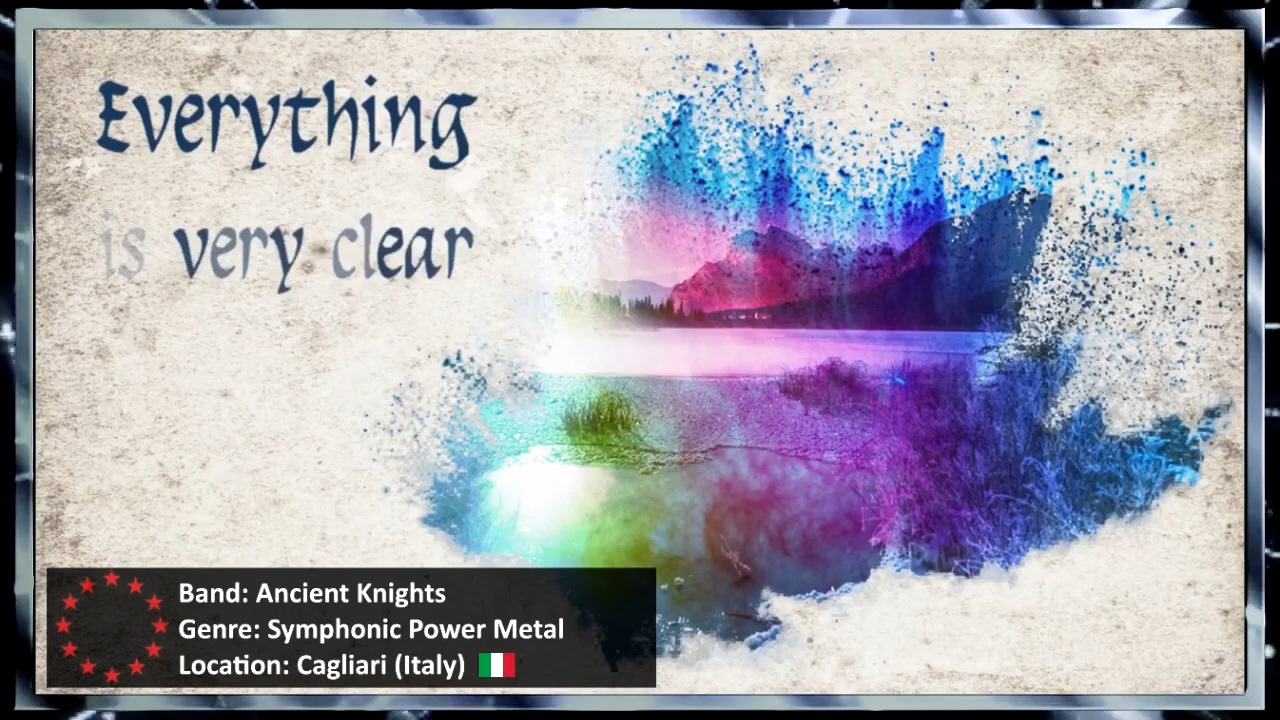 Everything
is very clear
Band: Ancient Knights
Genre: Symphonic Power Metal
Location: Cagliari (Italy)